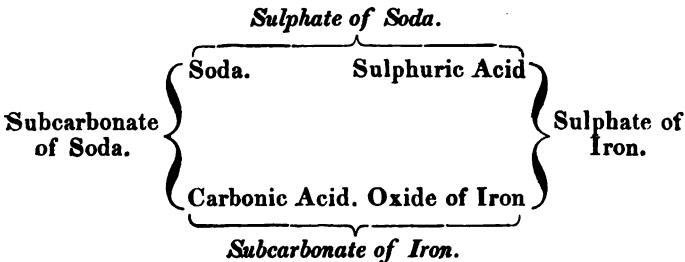 Sulphate of Soda.
Soda. Sulphuric Acid
Subcarbonate
of Soda.
Sulphate of
Iron.
Carbonic Acid. Oxide of Iron
Subcarbonate of Iron.